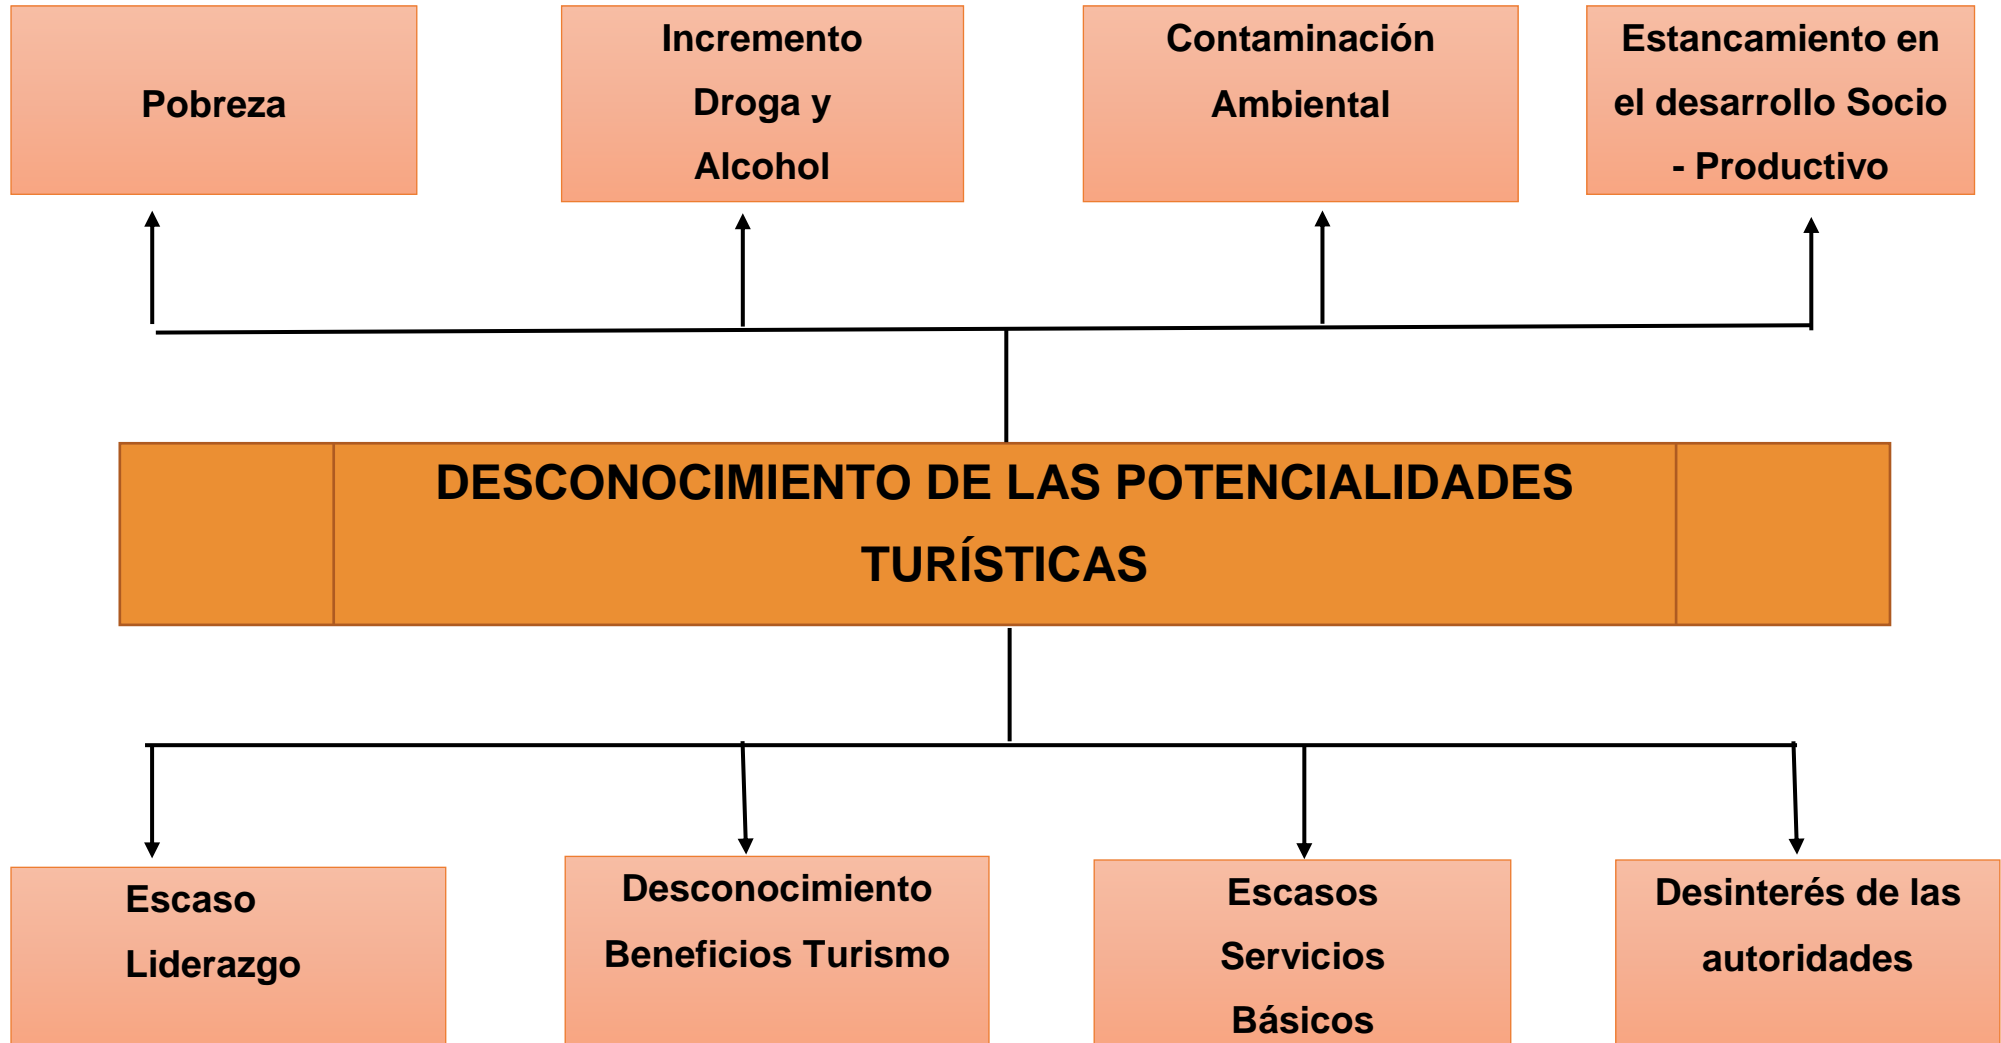 Pobreza
Incremento
Droga y
Alcohol
Contaminación
Ambiental
Estancamiento en
el desarrollo Socio
- Productivo
DESCONOCIMIENTO DE LAS POTENCIALIDADES
TURÍSTICAS
Escaso
Liderazgo
Desconocimiento
Beneficios Turismo
Escasos
Servicios
Básicos
Desinterés de las
autoridades